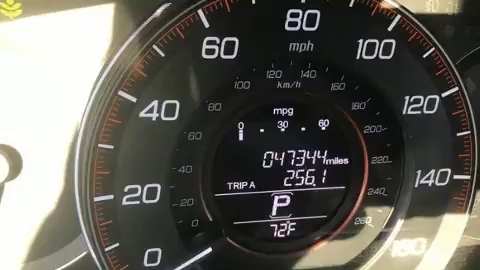 80
mph
60
100
120 140
km/h
100
160
40
80
mpg
180
120
0 30 60
60
200
047344 miles
40
220
256.1
TRIP A
20
20
240
140
P
0
260
72F
0
160